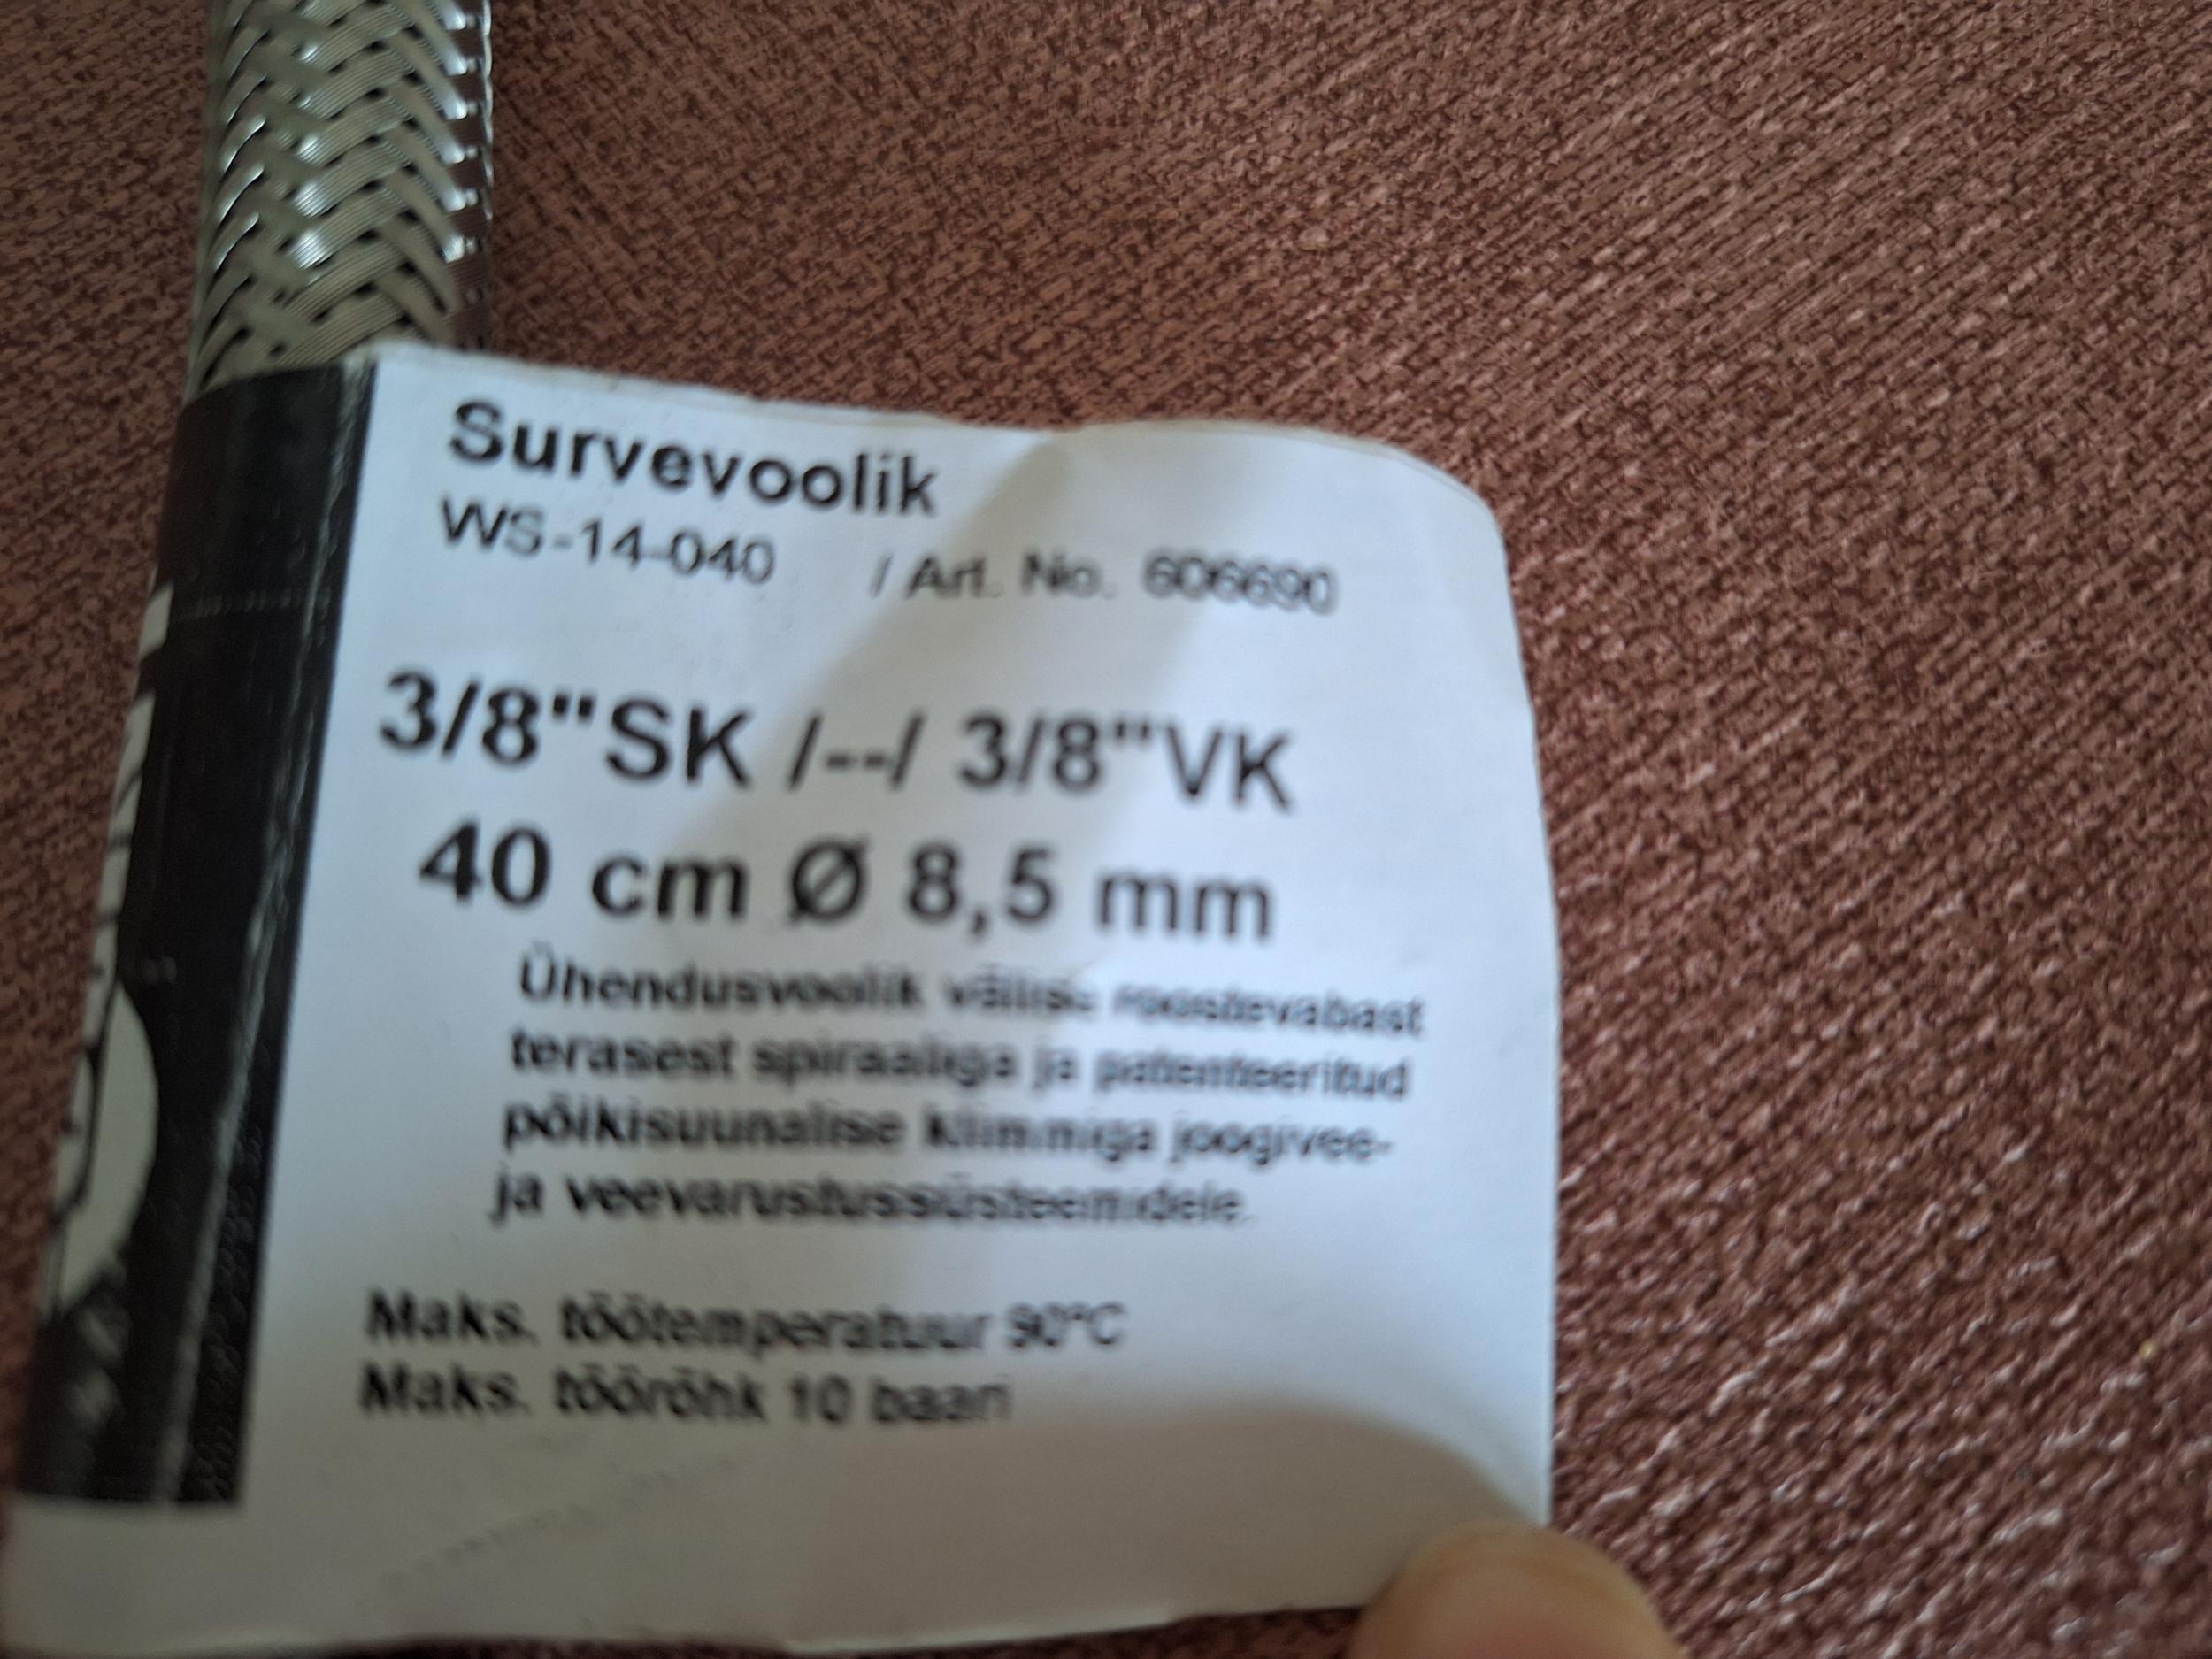 Survevoolik
WS-14-040 / Art. No. 606690
3/8"SK /--/ 3/8"VK
40 cm Ø 8,5 mm
Ühendusvoolik välise roostevabast
terasest spiraaliga ja patenteeritud
põikisuunalise klimmiga joogivee-
ja veevarustussüsteemidele.
Maks. töötemperatuur 90°C
Maks. töörõhk 10 baari